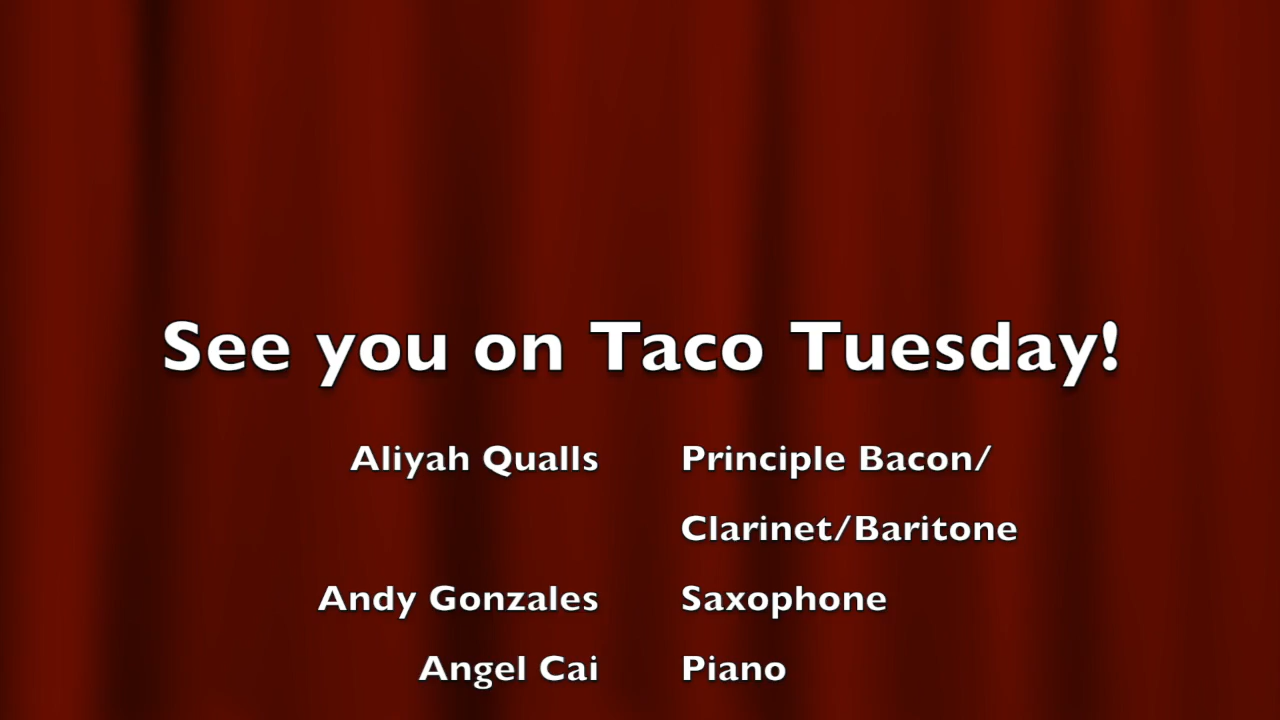 See you on Taco Tuesday!
Aliyah Qualls Principle Bacon/
Clarinet/Baritone
Andy Gonzales Saxophone
Angel Cai Piano